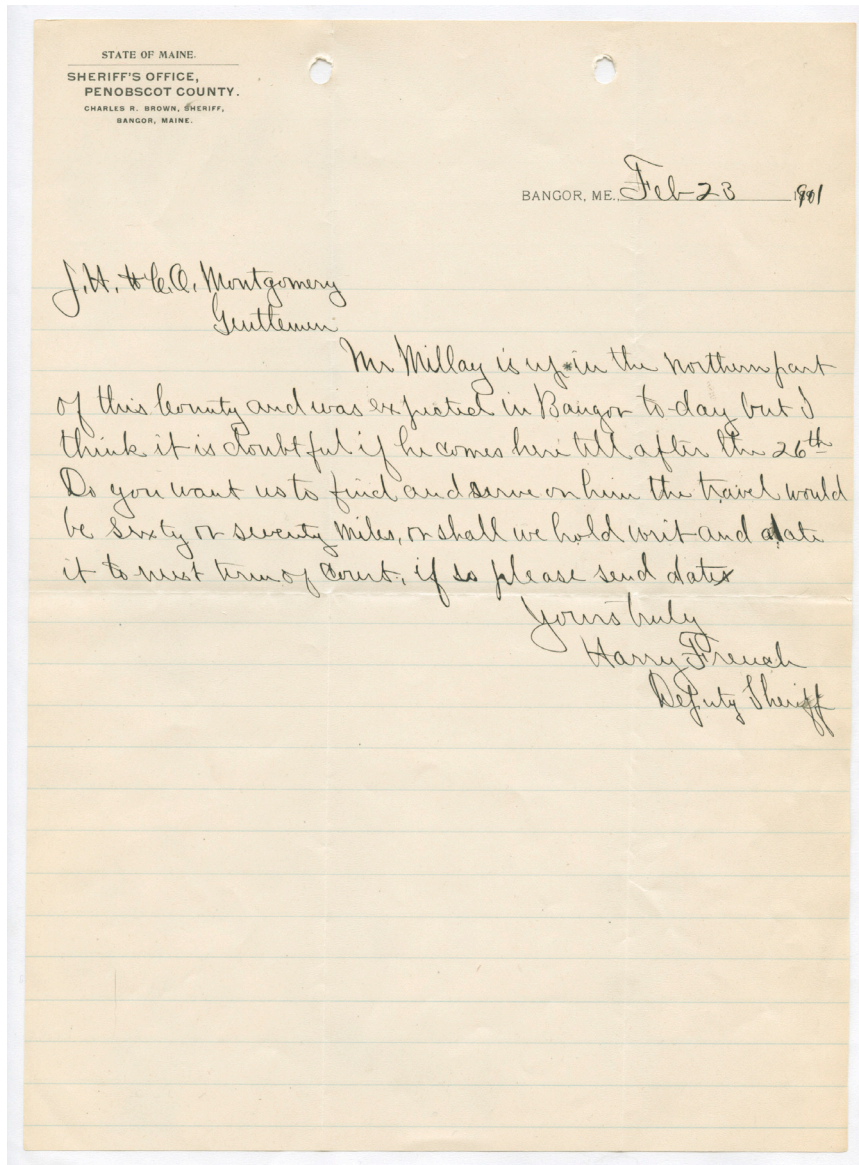 STATE OF MAINE.
SHERIFF'S OFFICE,
PENOBSCOT COUNTY.
CHARLES R. BROWN, SHERIFF,
BANGOR, MAINE.
BANGOR, ME., Feb 23 1901
J. H. & C. O. Montgomery
Gentlemen
Mr Millay is up in the northern part
of this County and was expected in Bangor to-day but I
think it is doubtful if he comes here till after the 26th
Do you want us to find and serve on him the travel would
be sixty or seventy miles, or shall we hold writ and date
it to next term of Court, if so please send date
Yours truly
Harry French
Deputy Sheriff